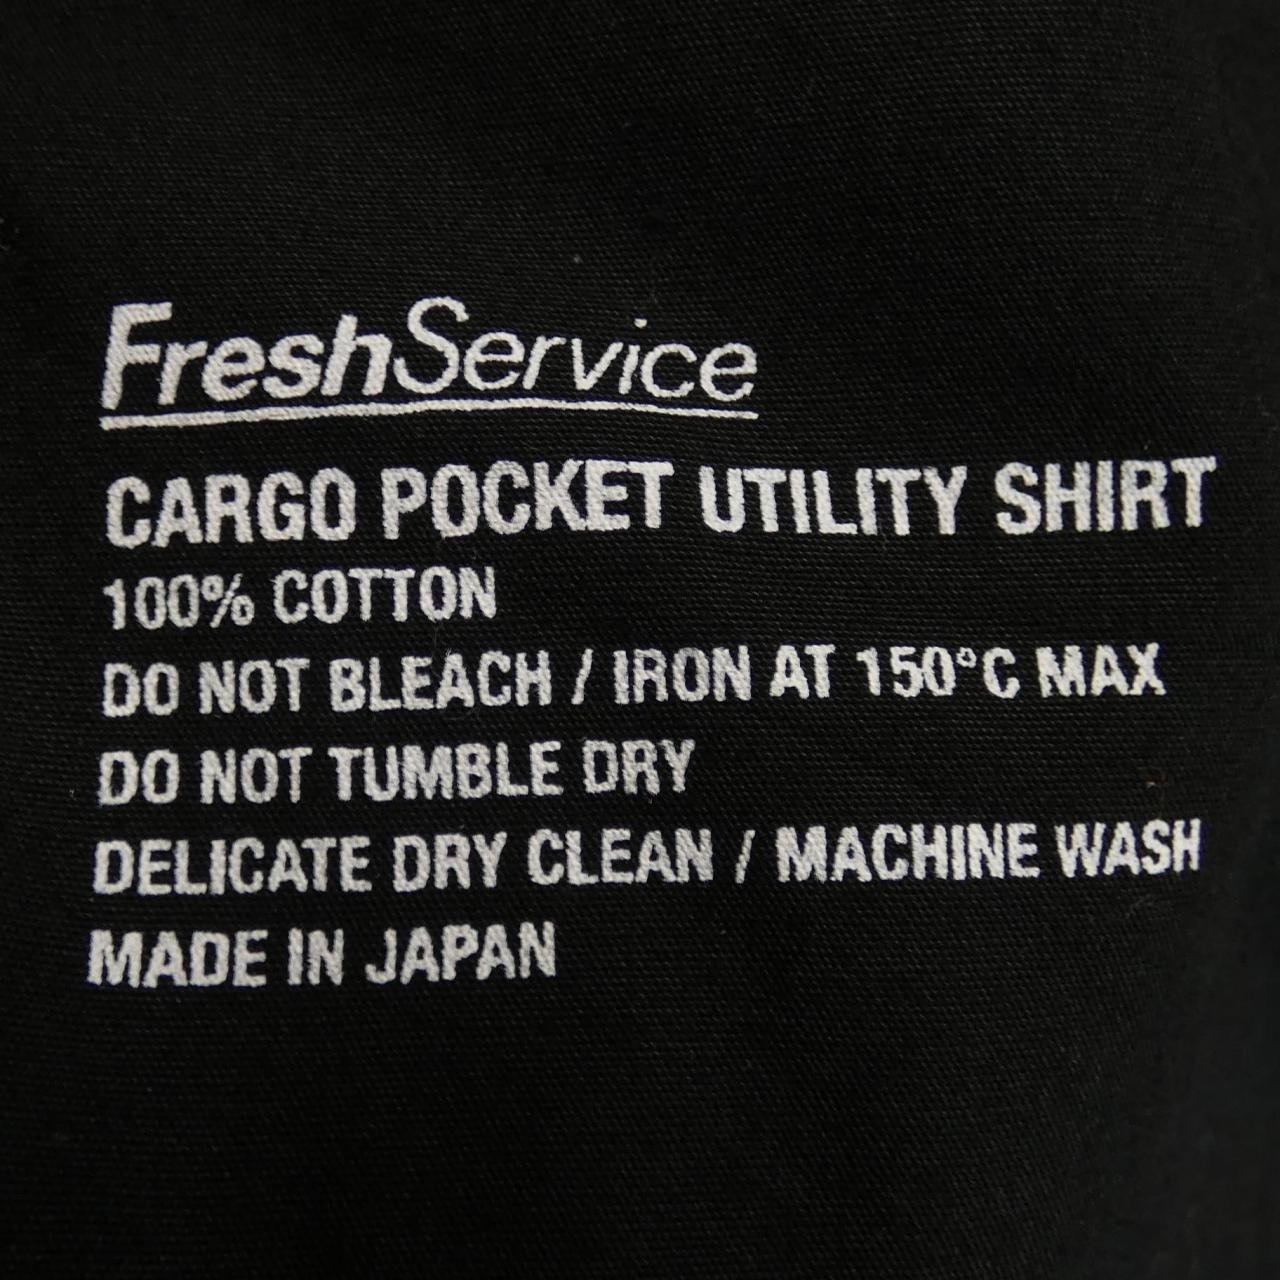 FreshService
CARGO POCKET UTILITY SHIRT
100% COTTON
DO NOT BLEACH / IRON AT 150°C MAX
DO NOT TUMBLE DRY
DELICATE DRY CLEAN / MACHINE WASH
MADE IN JAPAN